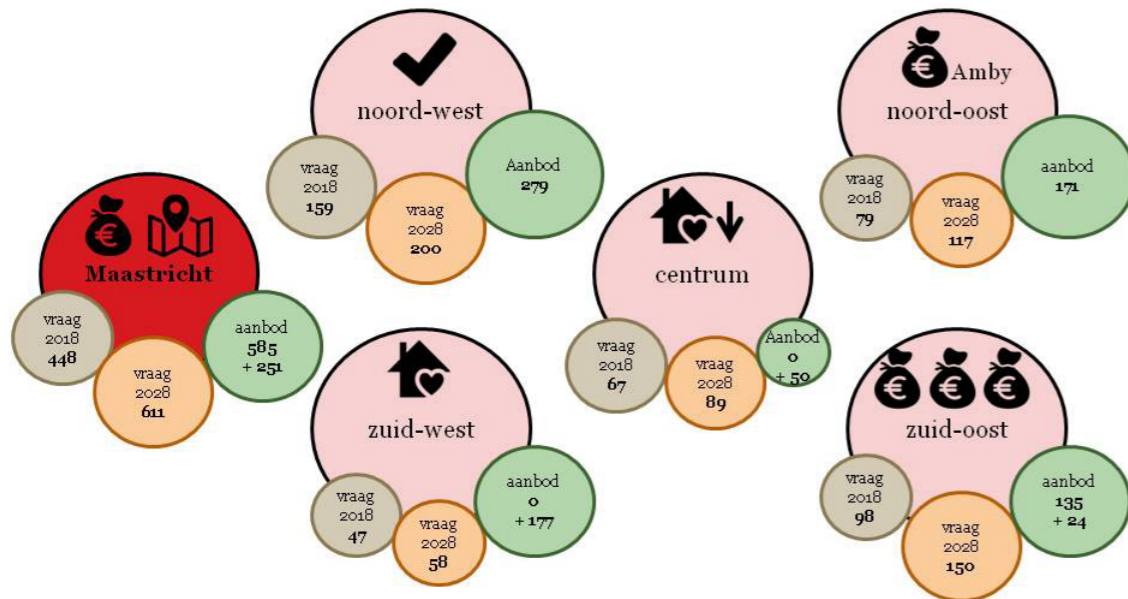 noord-west
vraag
2018
159
vraag
2028
200
Aanbod
279
€ Amby
noord-oost
vraag
2018
79
vraag
2028
117
aanbod
171
€
Maastricht
vraag
2018
448
vraag
2028
611
aanbod
585
+ 251
centrum
vraag
2018
67
vraag
2028
89
Aanbod
0
+ 50
zuid-west
vraag
2018
47
vraag
2028
58
aanbod
0
+ 177
€ € €
zuid-oost
vraag
2018
98
vraag
2028
150
aanbod
135
+ 24